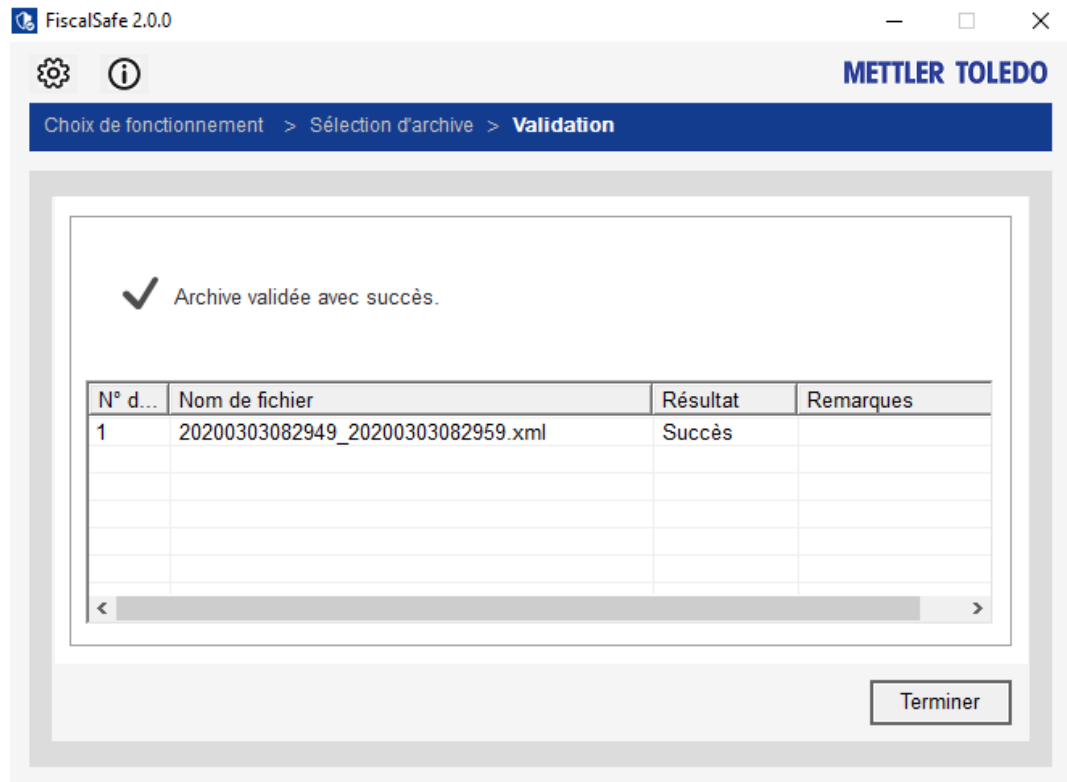 FiscalSafe 2.0.0
METTLER TOLEDO
Choix de fonctionnement > Sélection d'archive > Validation
Archive validée avec succès.
N° d... Nom de fichier Résultat Remarques
1 20200303082949_20200303082959.xml Succès
Terminer